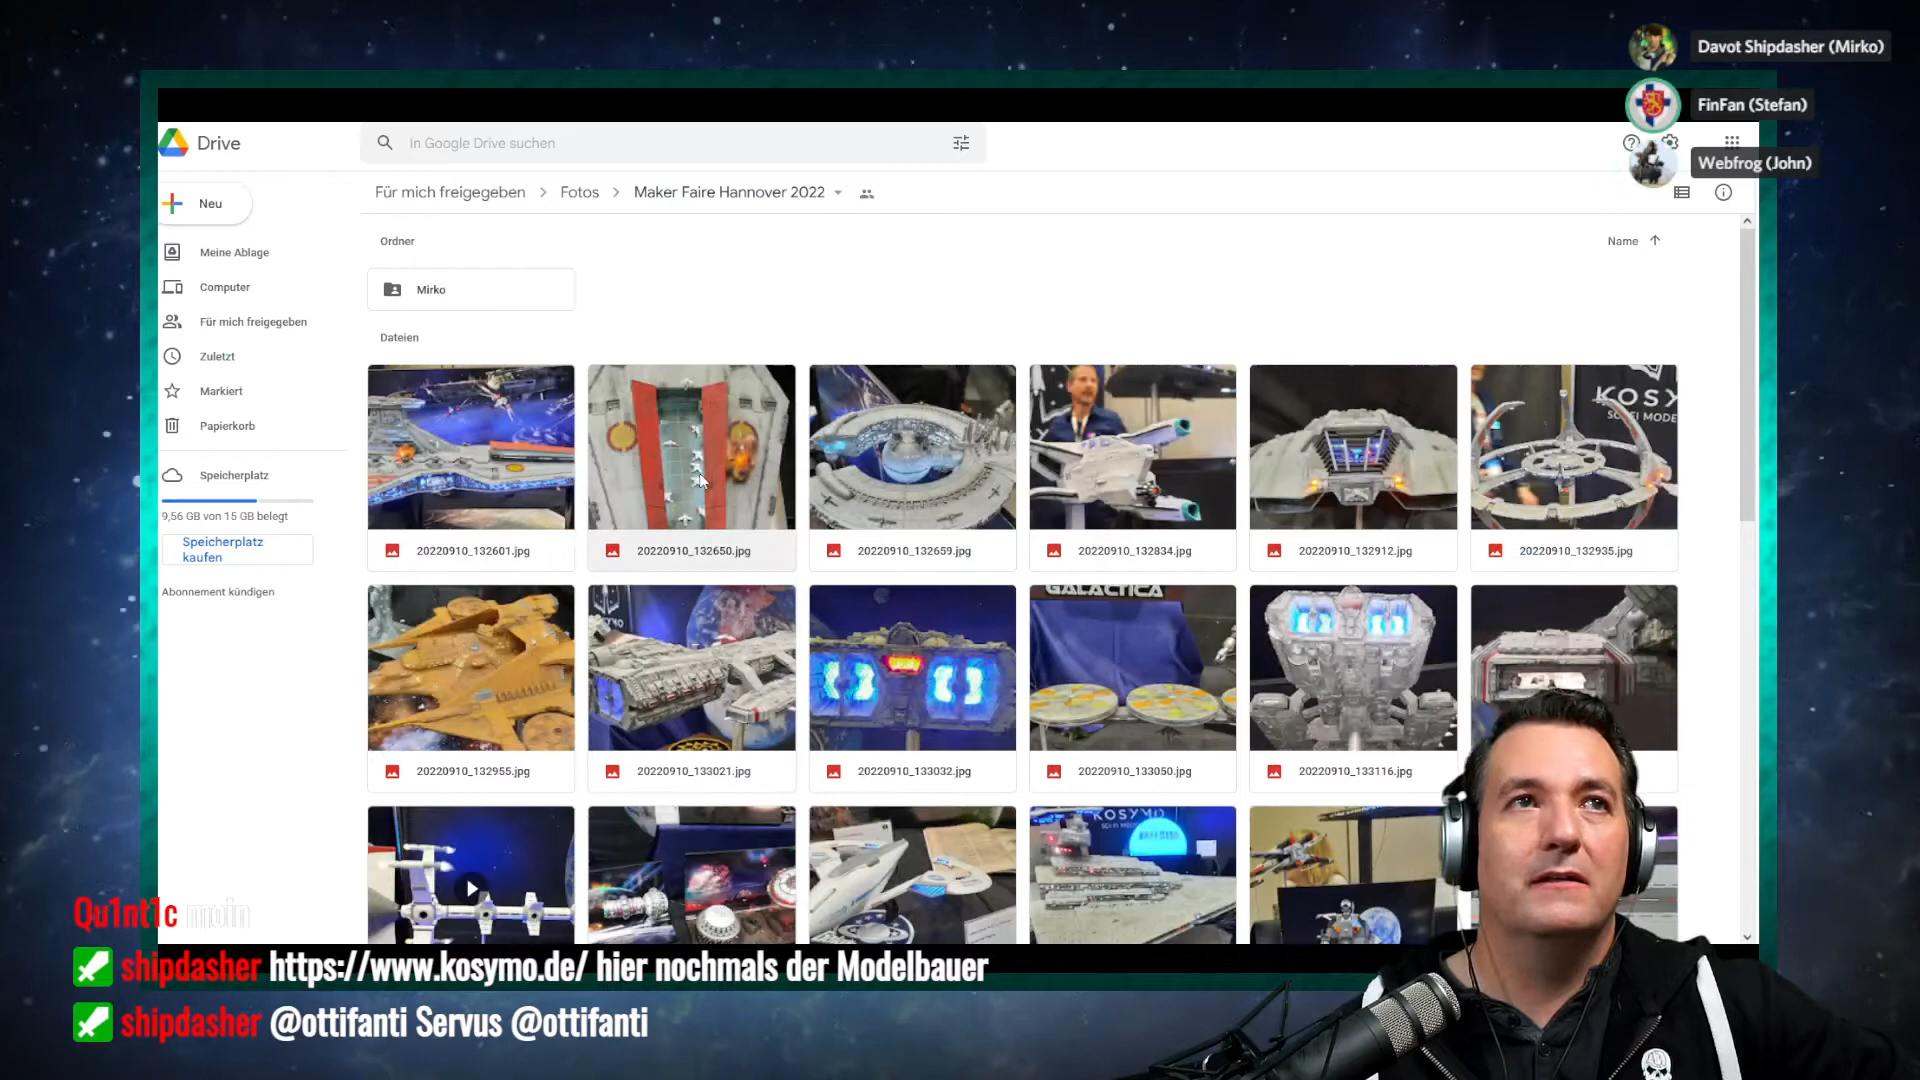 Davot Shipdasher (Mirko)
FinFan (Stefan)
Webfrog (John)
Drive
In Google Drive suchen
Neu
Für mich freigegeben
Fotos
Maker Faire Hannover 2022
Meine Ablage
Computer
Für mich freigegeben
Zuletzt
Markiert
Papierkorb
Speicherplatz
9,56 GB von 15 GB belegt
Speicherplatz
kaufen
Abonnement kündigen
Ordner
Name
Mirko
Dateien
KOSY
SCI-FI MODE
20220910_132601.jpg
20220910_132650.jpg
20220910_132659.jpg
20220910_132834.jpg
20220910_132912.jpg
20220910_132935.jpg
GALACTICA
20220910_132955.jpg
20220910_133021.jpg
20220910_133032.jpg
20220910_133050.jpg
20220910_133116.jpg
KOSYMO
Qu1nt1c moin
shipdasher https://www.kosymo.de/ hier nochmals der Modelbauer
shipdasher @ottifanti Servus @ottifanti